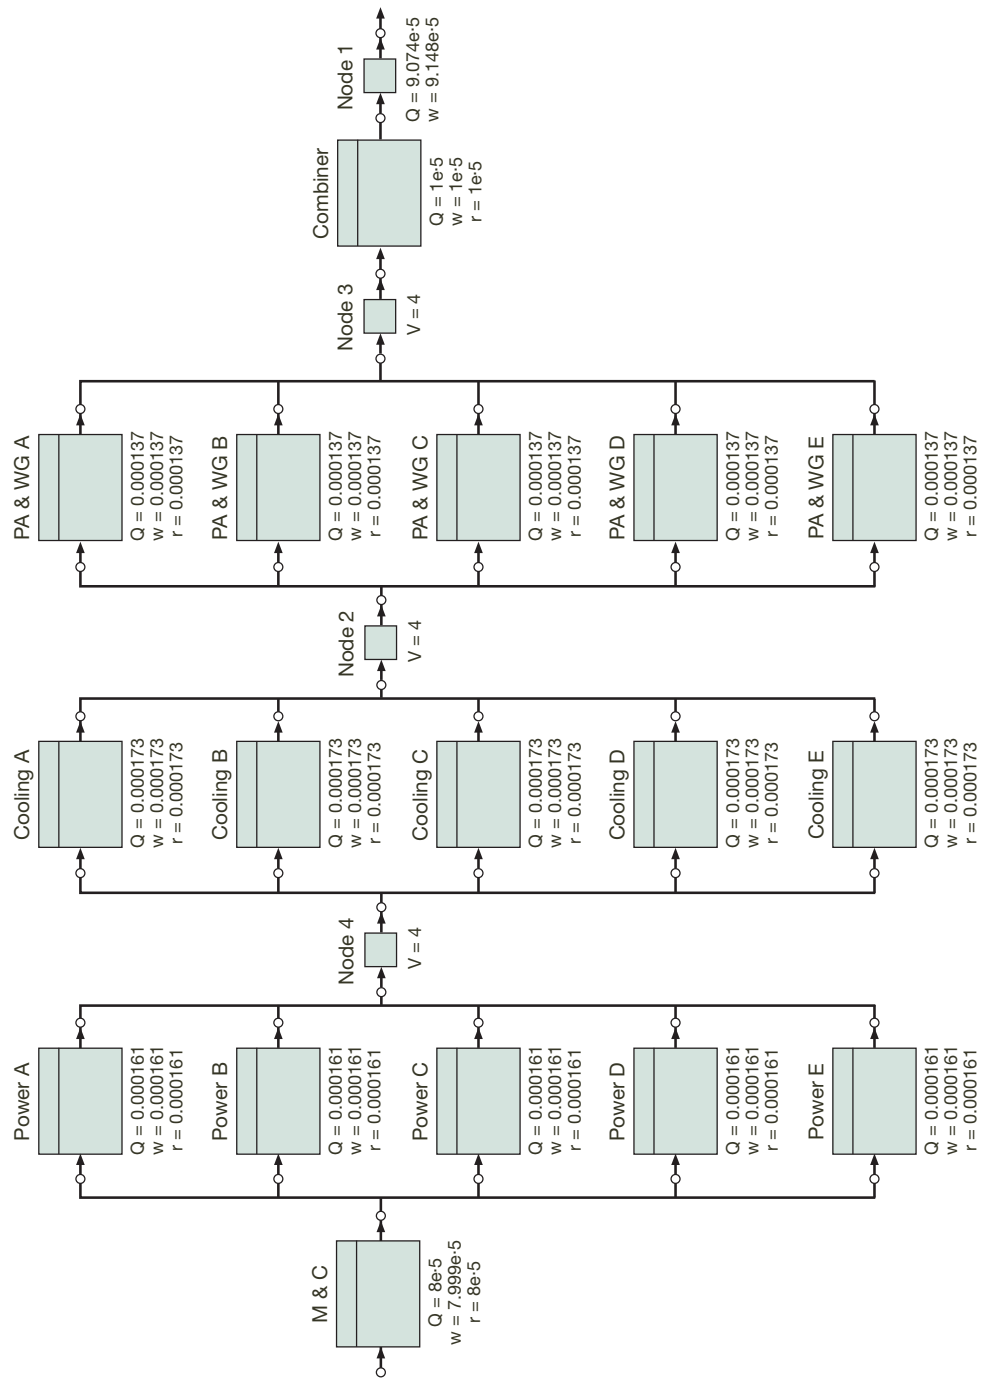 M & C
Q = 8e-5
w = 7.999e-5
r = 8e-5
Power A
Q = 0.000161
w = 0.000161
r = 0.000161
Power B
Q = 0.000161
w = 0.000161
r = 0.000161
Power C
Q = 0.000161
w = 0.000161
r = 0.000161
Power D
Q = 0.000161
w = 0.000161
r = 0.000161
Power E
Q = 0.000161
w = 0.000161
r = 0.000161
Node 4
V = 4
Cooling A
Q = 0.000173
w = 0.000173
r = 0.000173
Cooling B
Q = 0.000173
w = 0.000173
r = 0.000173
Cooling C
Q = 0.000173
w = 0.000173
r = 0.000173
Cooling D
Q = 0.000173
w = 0.000173
r = 0.000173
Cooling E
Q = 0.000173
w = 0.000173
r = 0.000173
Node 2
V = 4
PA & WG A
Q = 0.000137
w = 0.000137
r = 0.000137
PA & WG B
Q = 0.000137
w = 0.000137
r = 0.000137
PA & WG C
Q = 0.000137
w = 0.000137
r = 0.000137
PA & WG D
Q = 0.000137
w = 0.000137
r = 0.000137
PA & WG E
Q = 0.000137
w = 0.000137
r = 0.000137
Node 3
V = 4
Combiner
Q = 1e-5
w = 1e-5
r = 1e-5
Node 1
Q = 9.074e-5
w = 9.148e-5